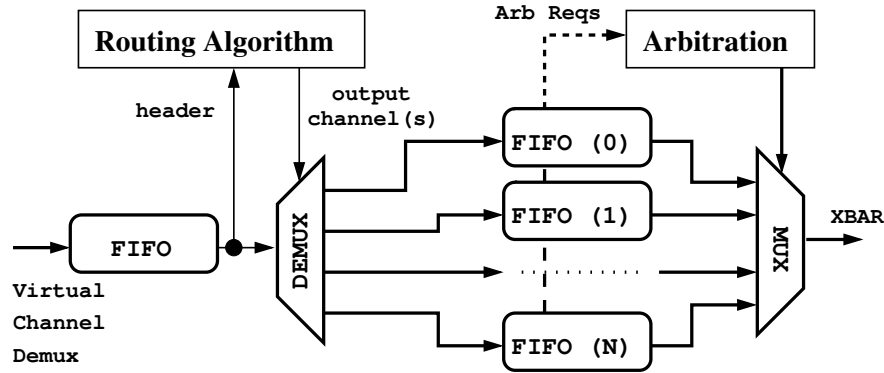 Arb Reqs
Routing Algorithm
Arbitration
header
output
channel(s)
FIFO (0)
FIFO
DEMUX
FIFO (1)
MUX
XBAR
Virtual
Channel
Demux
FIFO (N)